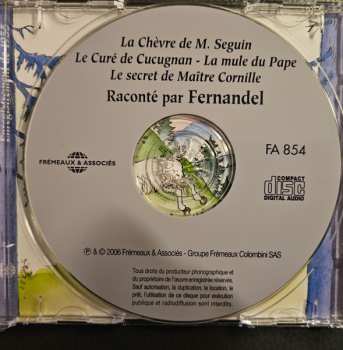 La Chèvre de M. Seguin
Le Curé de Cucugnan - La mule du Pape
Le secret de Maître Cornille
Raconté par Fernandel
FRÉMEAUX & ASSOCIÉS
FA 854
COMPACT
disc
DIGITAL AUDIO
℗ & © 2006 Frémeaux & Associés - Groupe Frémeaux Colombini SAS
Tous droits du producteur phonographique et
du propriétaire de l'œuvre enregistrée réservés.
Sauf autorisation, la duplication, la location, le
prêt, l'utilisation de ce disque pour exécution
publique et radiodiffusion sont interdits.